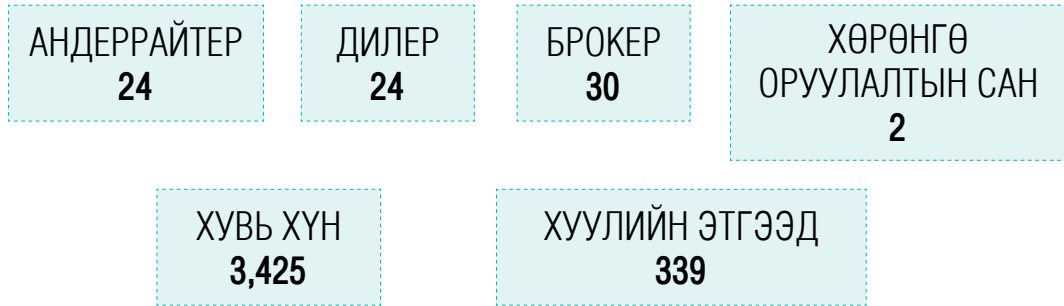 АНДЕРРАЙТЕР
24
ДИЛЕР
24
БРОКЕР
30
ХӨРӨНГӨ
ОРУУЛАЛТЫН САН
2
ХУВЬ ХҮН
3,425
ХУУЛИЙН ЭТГЭЭД
339